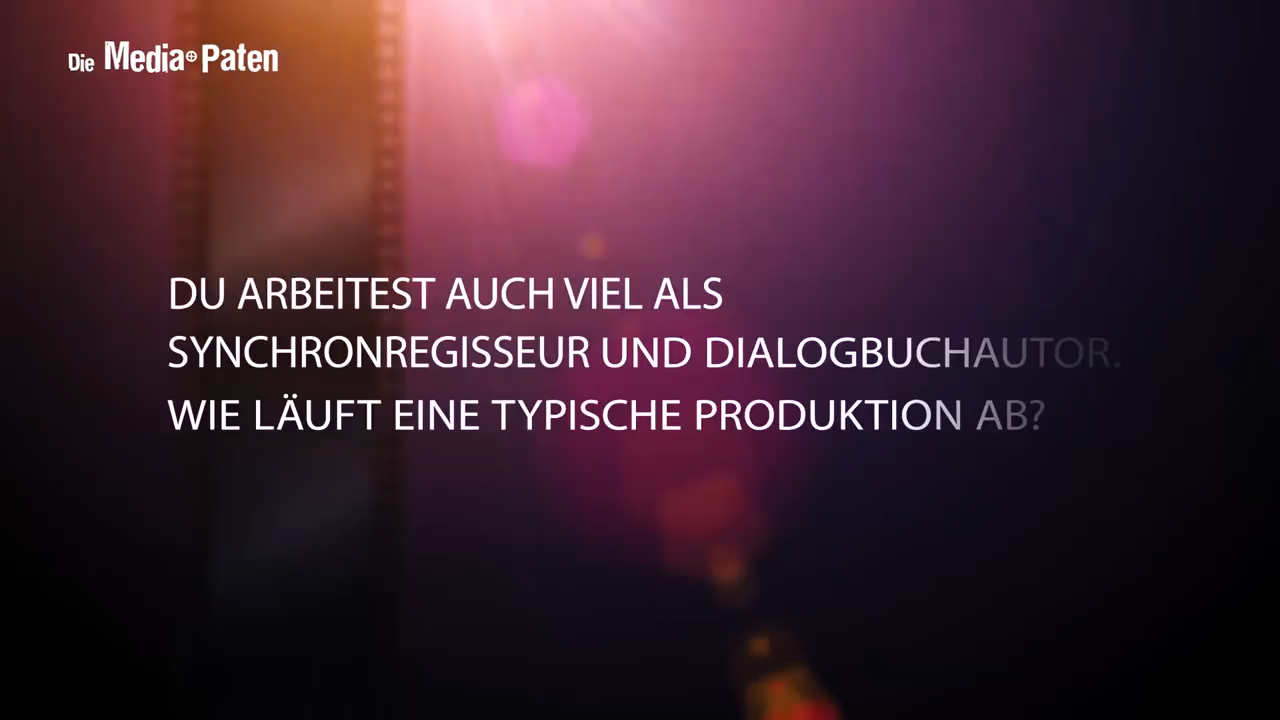 Die Media Paten
DU ARBEITEST AUCH VIEL ALS
SYNCHRONREGISSEUR UND DIALOGBUCHAUTOR.
WIE LÄUFT EINE TYPISCHE PRODUKTION AB?